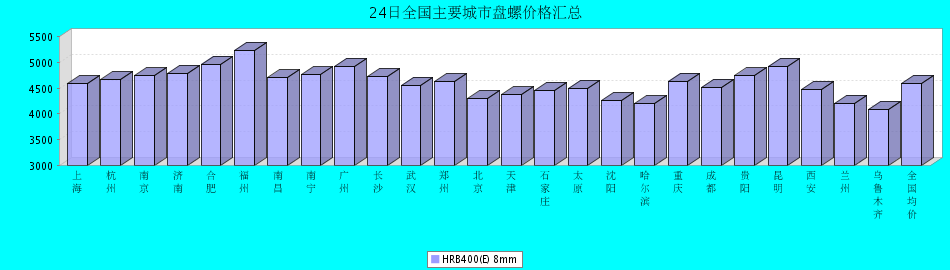 24日全国主要城市盘螺价格汇总
5500
5000
4500
4000
3500
3000
上海
杭州
南京
济南
合肥
福州
南昌
南宁
广州
长沙
武汉
郑州
北京
天津
石家庄
太原
沈阳
哈尔滨
重庆
成都
贵阳
昆明
西安
兰州
乌鲁木齐
全国均价
HRB400(E) 8mm